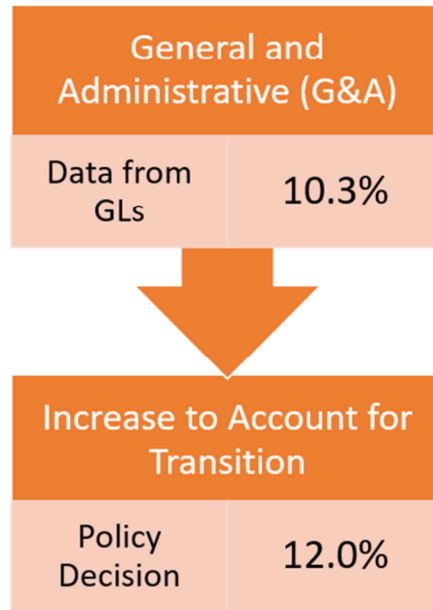 General and
Administrative (G&A)
Data from
GLs
10.3%
Increase to Account for
Transition
Policy
Decision
12.0%